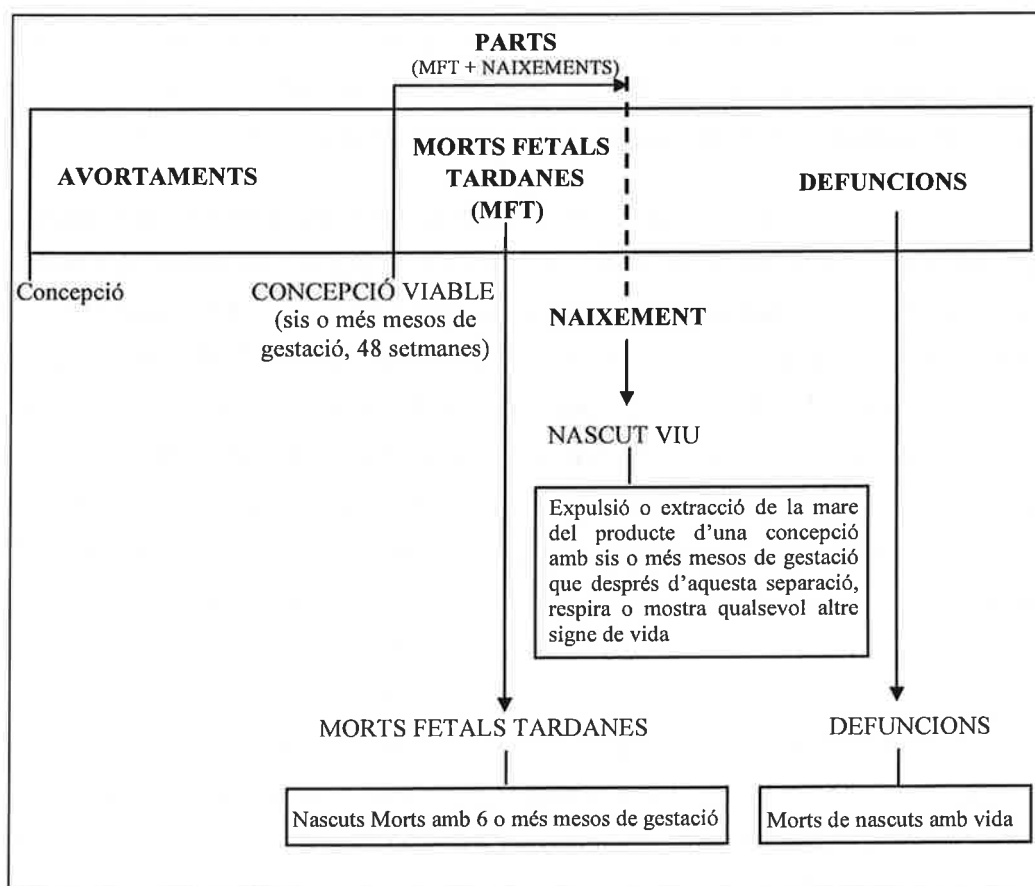 PARTS
(MFT + NAIXEMENTS)
AVORTAMENTS
MORTS FETALS
TARDANES
(MFT)
DEFUNCIONS
Concepció
CONCEPCIÓ VIABLE
(sis o més mesos de
gestació, 48 setmanes)
NAIXEMENT
NASCUT VIU
Expulsió o extracció de la mare
del producte d'una concepció
amb sis o més mesos de gestació
que després d'aquesta separació,
respira o mostra qualsevol altre
signe de vida
MORTS FETALS TARDANES
DEFUNCIONS
Nascuts Morts amb 6 o més mesos de gestació
Morts de nascuts amb vida